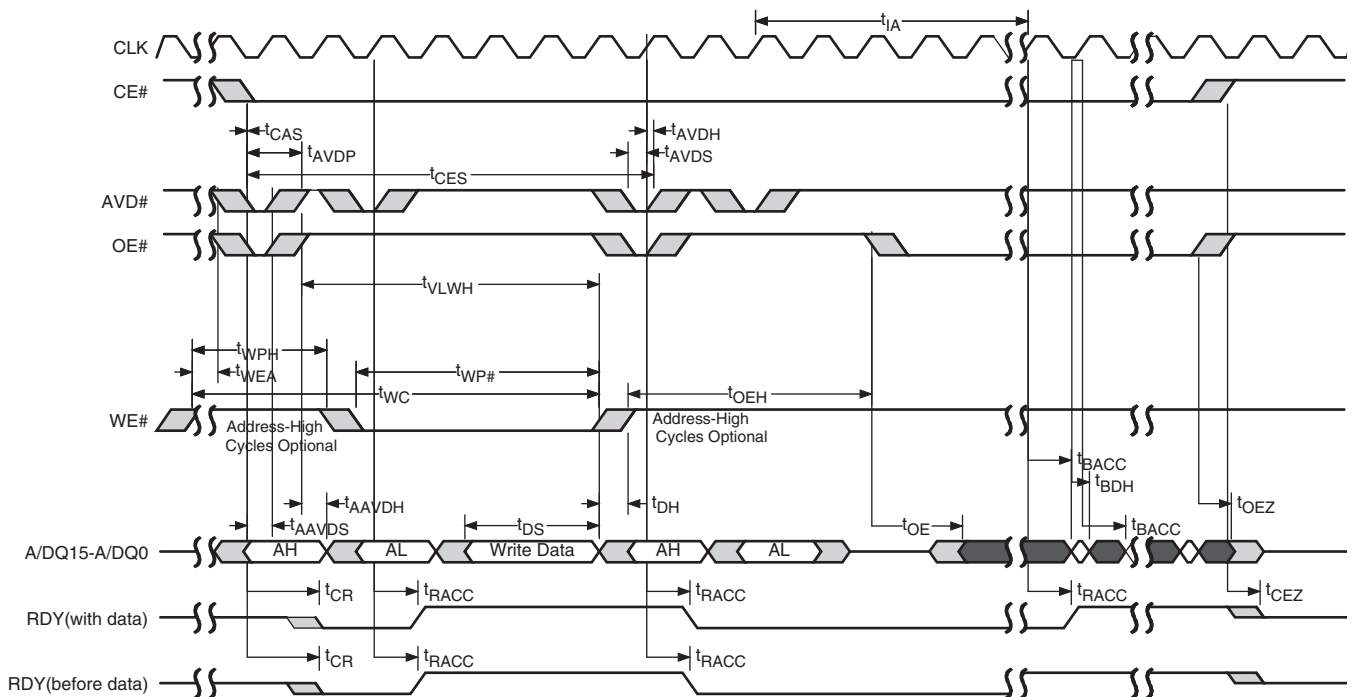 tIA
CLK
CE#
tCAS
tAVDH
tAVDP
tAVDS
tCES
AVD#
OE#
tVLWH
tWPH
tWEA
tWP#
tWC
tOEH
WE#
Address-High
Cycles Optional
Address-High
Cycles Optional
tBACC
tBDH
tAAVDH
tDH
tOEZ
tAAVDS
tDS
tOE
tBACC
A/DQ15-A/DQ0
AH
AL
Write Data
AH
AL
tCR
tRACC
tRACC
tRACC
tCEZ
RDY(with data)
tCR
tRACC
tRACC
RDY(before data)